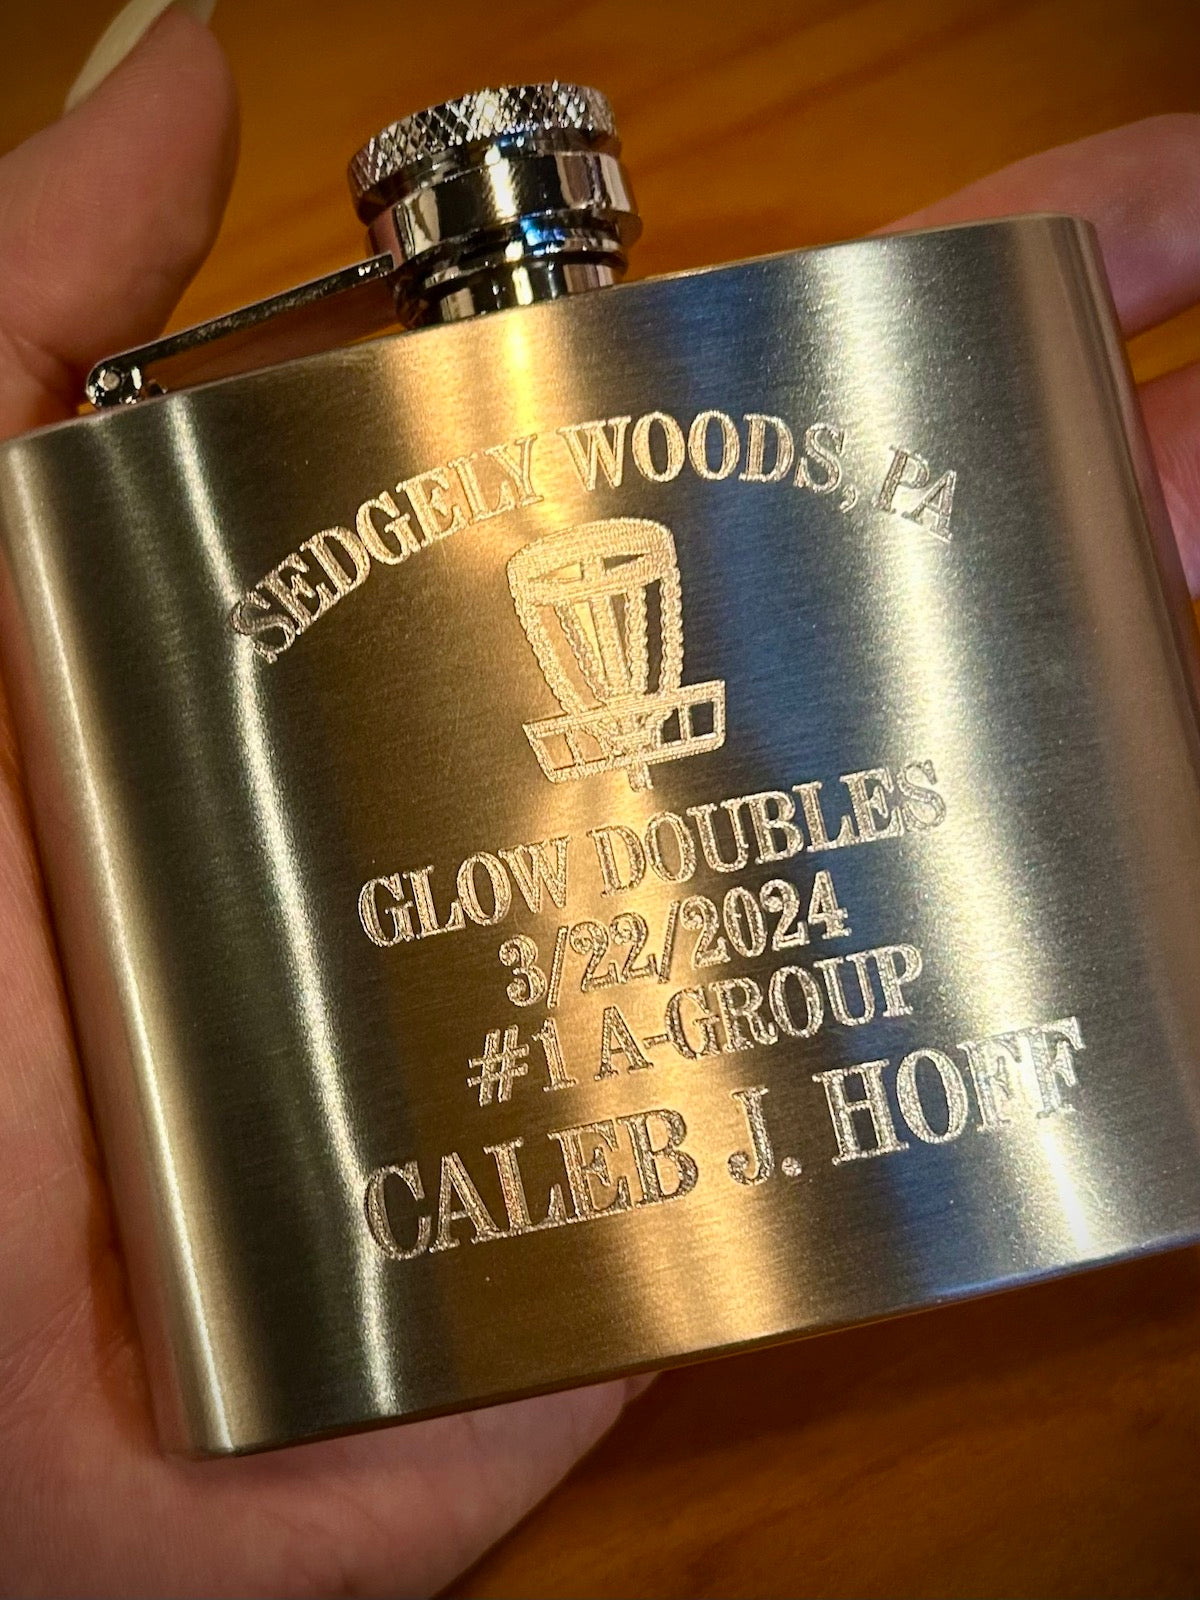 SEDGELY WOODS, PA
GLOW DOUBLES
3/22/2024
#1 A-GROUP
CALEB J. HOFF